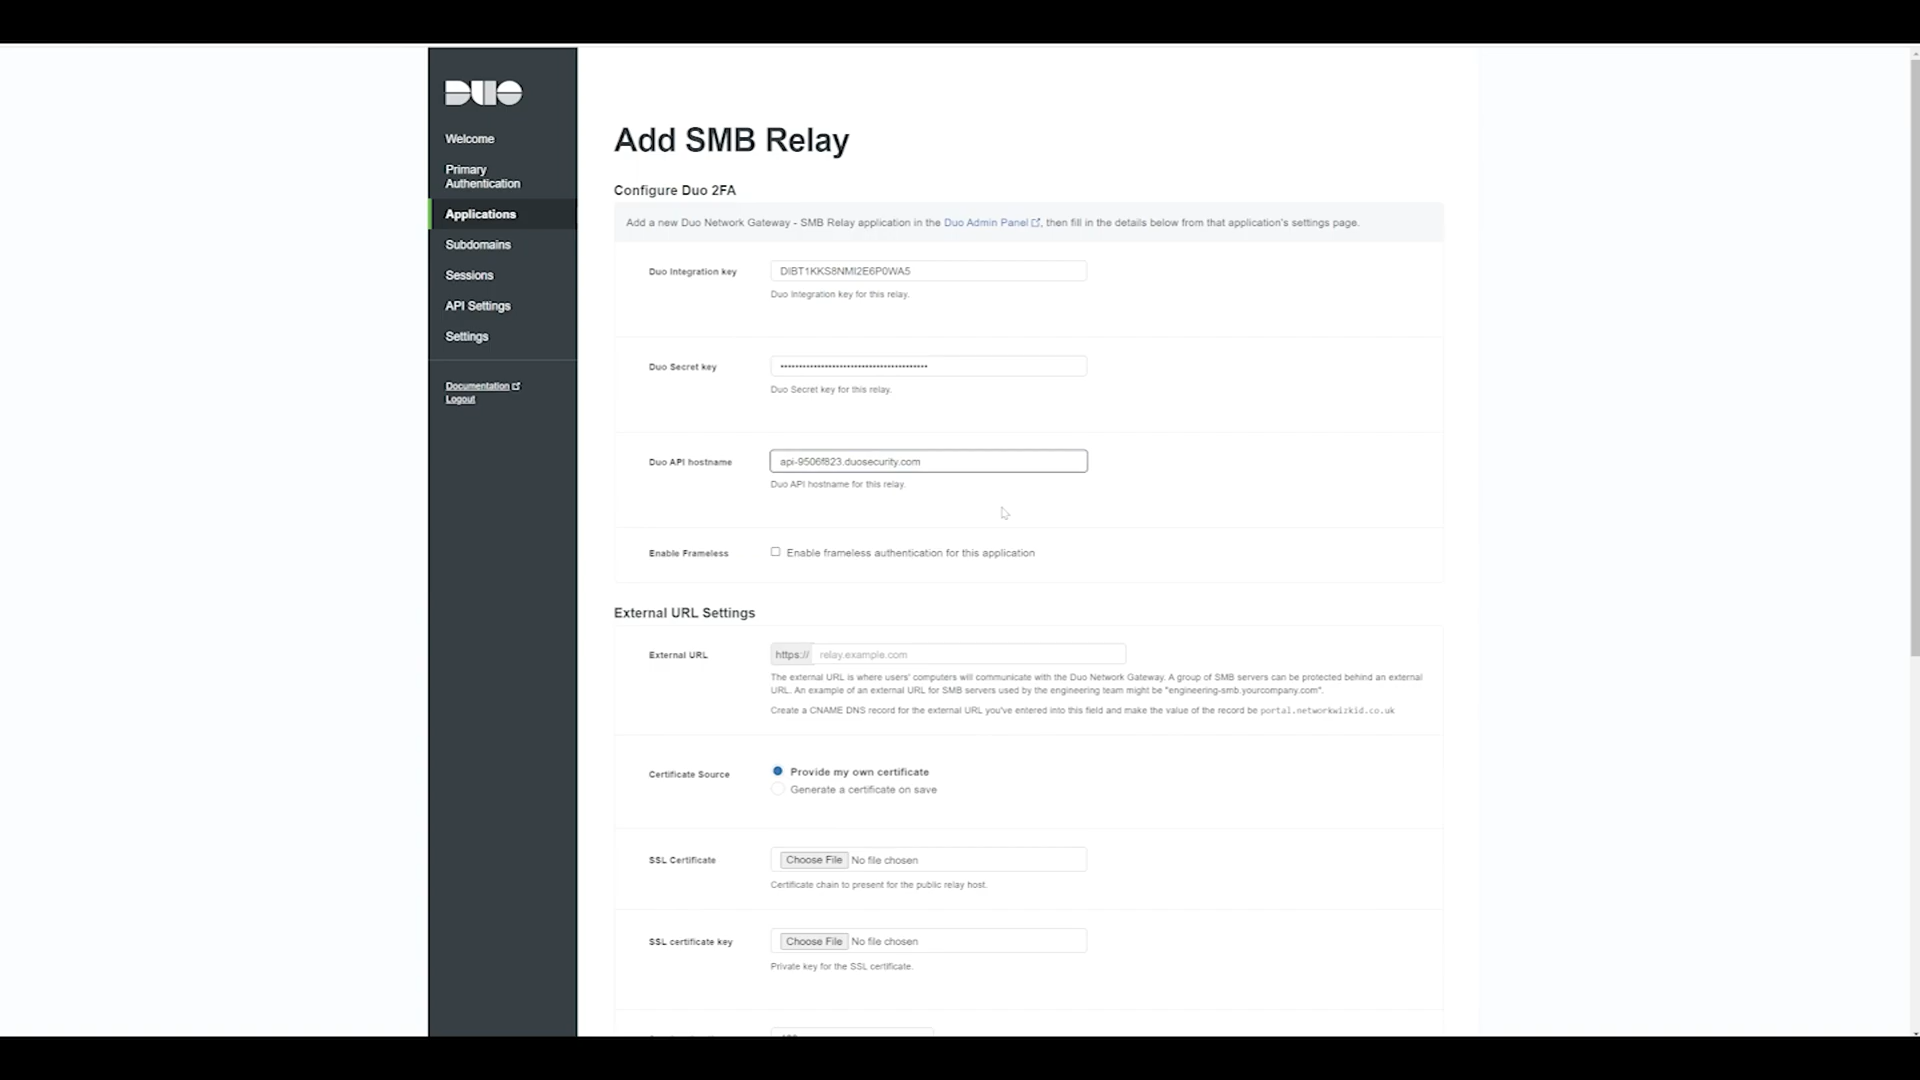 DUO
Welcome
Primary
Authentication
Applications
Subdomains
Sessions
API Settings
Settings
Documentation
Logout
Add SMB Relay
Configure Duo 2FA
Add a new Duo Network Gateway - SMB Relay application in the Duo Admin Panel, then fill in the details below from that application's settings page.
Duo Integration key
DIBT1KKS8NMI2E6P0WA5
Duo Integration key for this relay.
Duo Secret key
••••••••••••••••••••••••••••••••••••••••
Duo Secret key for this relay.
Duo API hostname
api-9506f823.duosecurity.com
Duo API hostname for this relay.
Enable Frameless
Enable frameless authentication for this application
External URL Settings
External URL
https:// relay.example.com
The external URL is where users' computers will communicate with the Duo Network Gateway. A group of SMB servers can be protected behind an external
URL. An example of an external URL for SMB servers used by the engineering team might be "engineering-smb.yourcompany.com".
Create a CNAME DNS record for the external URL you've entered into this field and make the value of the record be portal.networkwizkid.co.uk
Certificate Source
Provide my own certificate
Generate a certificate on save
SSL Certificate
Choose File No file chosen
Certificate chain to present for the public relay host.
SSL certificate key
Choose File No file chosen
Private key for the SSL certificate.